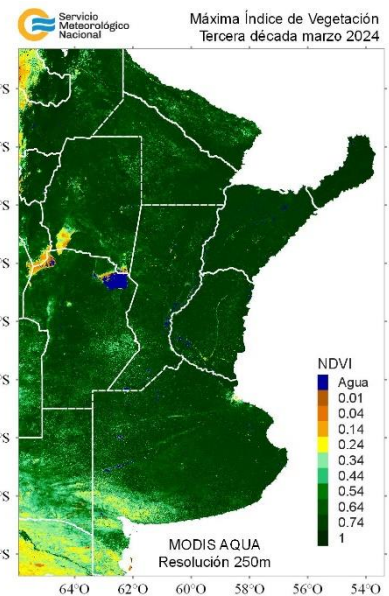 Servicio
Meteorológico
Nacional
Máxima Índice de Vegetación
Tercera década marzo 2024
NDVI
Agua
0.01
0.04
0.14
0.24
0.34
0.44
0.54
0.64
0.74
1
MODIS AQUA
Resolución 250m
64°O 62°O 60°O 58°O 56°O 54°O